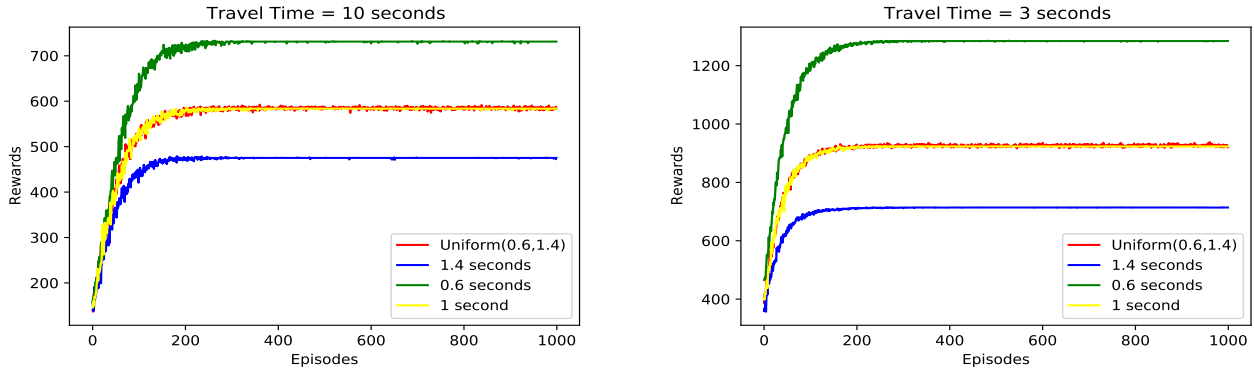 Travel Time = 10 seconds
Rewards
700
600
500
400
300
200
Uniform(0.6,1.4)
1.4 seconds
0.6 seconds
1 second
0 200 400 600 800 1000
Episodes
Travel Time = 3 seconds
Rewards
1200
1000
800
600
400
Uniform(0.6,1.4)
1.4 seconds
0.6 seconds
1 second
0 200 400 600 800 1000
Episodes